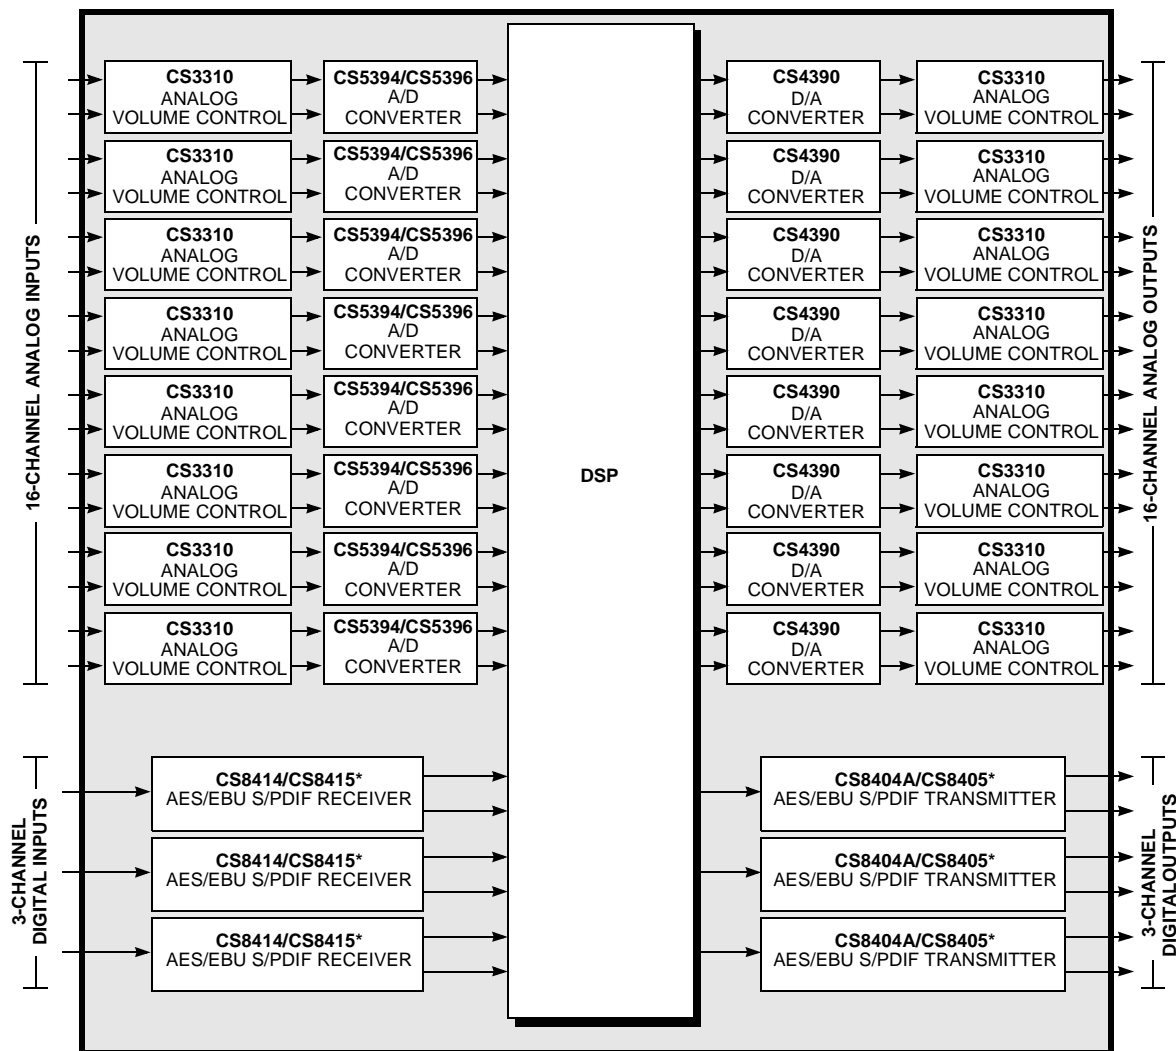 16-CHANNEL ANALOG INPUTS
CS3310
ANALOG
VOLUME CONTROL
CS5394/CS5396
A/D
CONVERTER
CS3310
ANALOG
VOLUME CONTROL
CS5394/CS5396
A/D
CONVERTER
CS3310
ANALOG
VOLUME CONTROL
CS5394/CS5396
A/D
CONVERTER
CS3310
ANALOG
VOLUME CONTROL
CS5394/CS5396
A/D
CONVERTER
CS3310
ANALOG
VOLUME CONTROL
CS5394/CS5396
A/D
CONVERTER
CS3310
ANALOG
VOLUME CONTROL
CS5394/CS5396
A/D
CONVERTER
CS3310
ANALOG
VOLUME CONTROL
CS5394/CS5396
A/D
CONVERTER
CS3310
ANALOG
VOLUME CONTROL
CS5394/CS5396
A/D
CONVERTER
3-CHANNEL
DIGITAL INPUTS
CS8414/CS8415*
AES/EBU S/PDIF RECEIVER
CS8414/CS8415*
AES/EBU S/PDIF RECEIVER
CS8414/CS8415*
AES/EBU S/PDIF RECEIVER
DSP
CS4390
D/A
CONVERTER
CS3310
ANALOG
VOLUME CONTROL
CS4390
D/A
CONVERTER
CS3310
ANALOG
VOLUME CONTROL
CS4390
D/A
CONVERTER
CS3310
ANALOG
VOLUME CONTROL
CS4390
D/A
CONVERTER
CS3310
ANALOG
VOLUME CONTROL
CS4390
D/A
CONVERTER
CS3310
ANALOG
VOLUME CONTROL
CS4390
D/A
CONVERTER
CS3310
ANALOG
VOLUME CONTROL
CS4390
D/A
CONVERTER
CS3310
ANALOG
VOLUME CONTROL
CS4390
D/A
CONVERTER
CS3310
ANALOG
VOLUME CONTROL
16-CHANNEL ANALOG OUTPUTS
CS8404A/CS8405*
AES/EBU S/PDIF TRANSMITTER
CS8404A/CS8405*
AES/EBU S/PDIF TRANSMITTER
CS8404A/CS8405*
AES/EBU S/PDIF TRANSMITTER
3-CHANNEL
DIGITALOUTPUTS